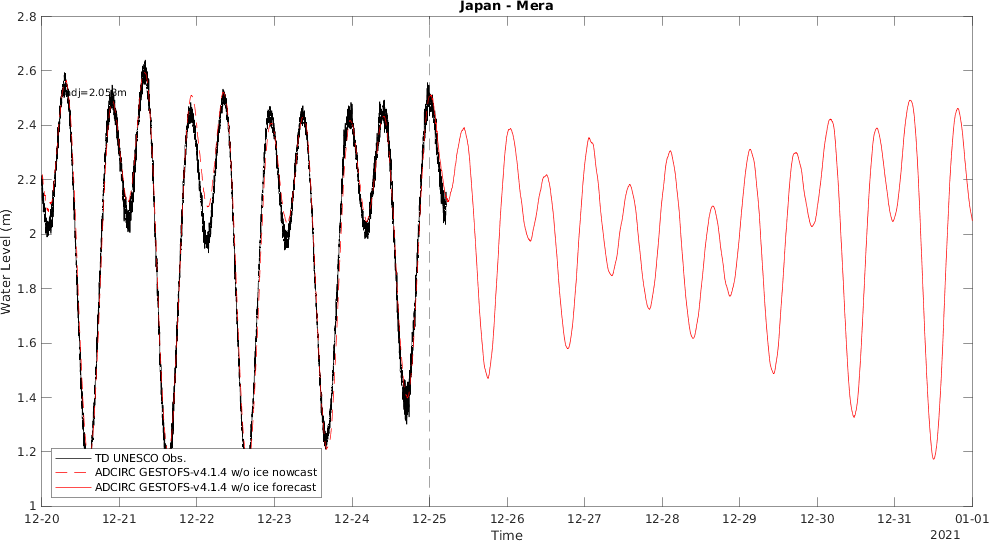 Japan - Mera
2.8
2.6
2.4
2.2
2
1.8
1.6
1.4
1.2
1
Water Level (m)
TD UNESCO Obs.
ADCIRC GESTOFS-v4.1.4 w/o ice nowcast
ADCIRC GESTOFS-v4.1.4 w/o ice forecast
12-20 12-21 12-22 12-23 12-24 12-25 12-26 12-27 12-28 12-29 12-30 12-31 01-01
Time
2021